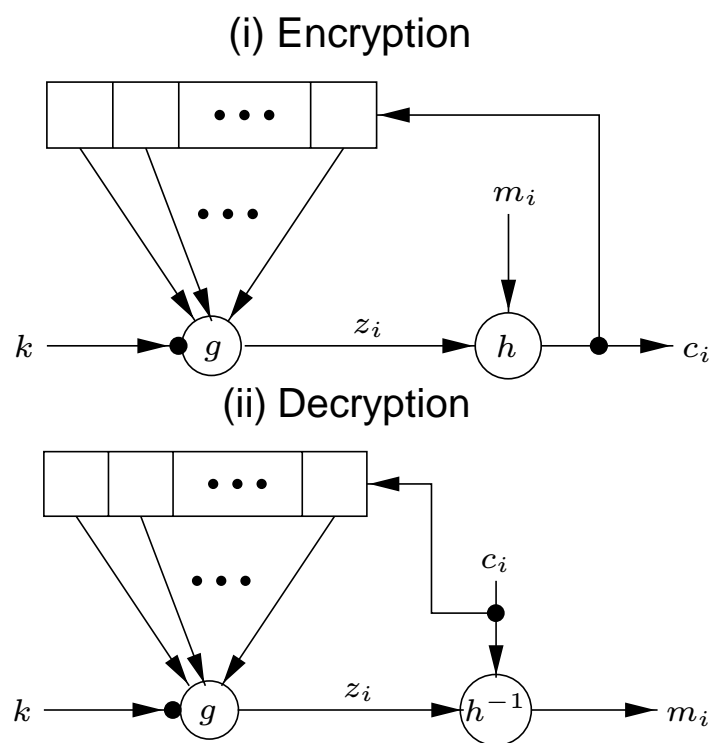 (i) Encryption
m_i
k g z_i h c_i
(ii) Decryption
c_i
k g z_i h^{-1} m_i